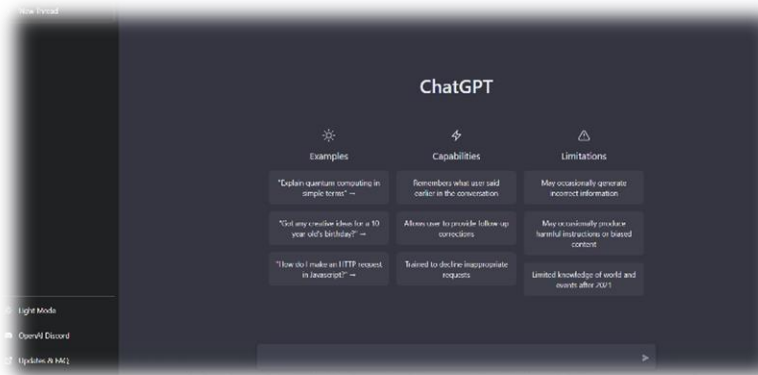 New Thread
ChatGPT
Examples
Capabilities
Limitations
"Explain quantum computing in
simple terms" →
Remembers what user said
earlier in the conversation
May occasionally generate
incorrect information
"Got any creative ideas for a 10
year old's birthday?" →
Allows user to provide follow-up
corrections
May occasionally produce
harmful instructions or biased
content
"How do I make an HTTP request
in Javascript?" →
Trained to decline inappropriate
requests
Limited knowledge of world and
events after 2021
Light Mode
OpenAI Discord
Updates & FAQ